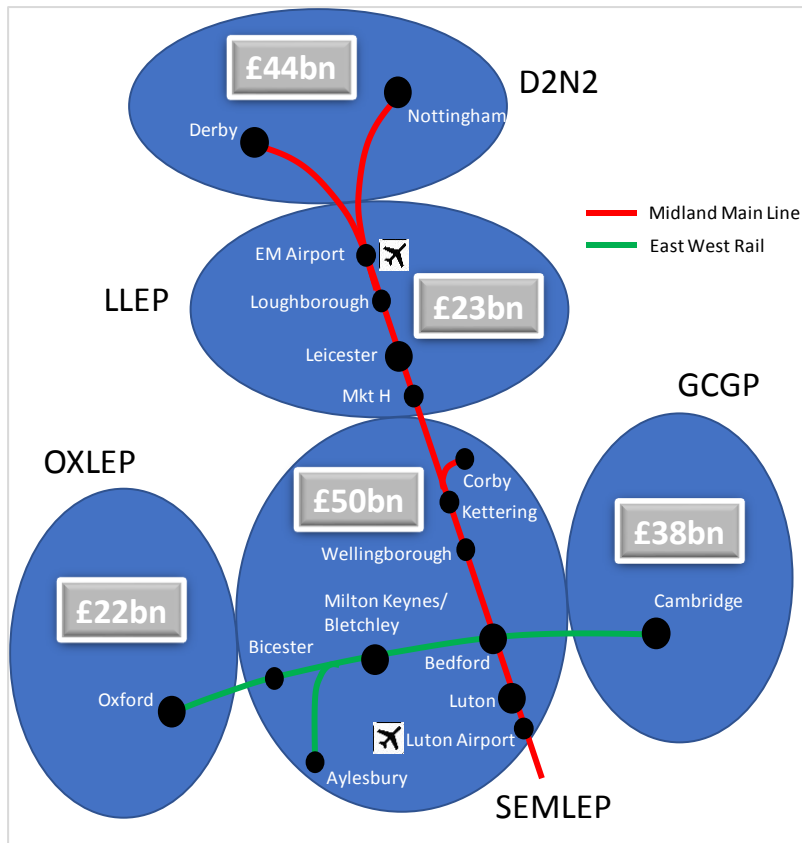 £44bn
D2N2
Nottingham
Derby
Midland Main Line
East West Rail
EM Airport
LLEP
Loughborough
£23bn
Leicester
Mkt H
GCGP
OXLEP
Corby
£50bn
Kettering
£38bn
Wellingborough
£22bn
Milton Keynes/
Bletchley
Cambridge
Bicester
Bedford
Oxford
Luton
Luton Airport
Aylesbury
SEMLEP